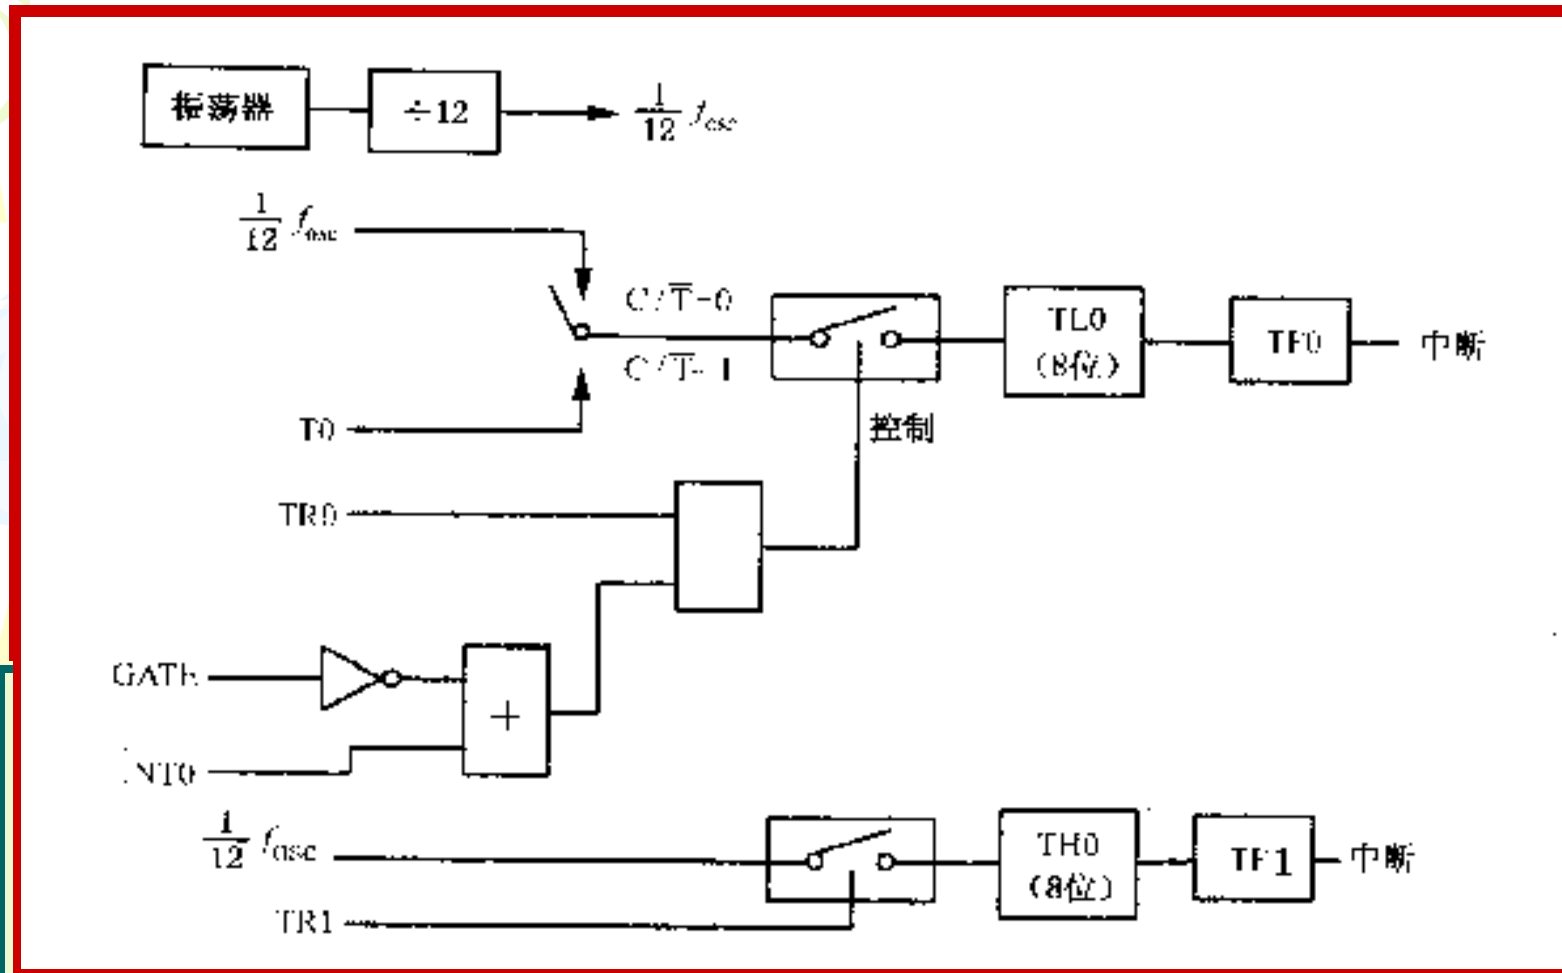 振荡器
÷12
1/12 fosc
1/12 fosc
C/T̅=0
TL0
(8位)
TF0
中断
C/T̅=1
T0
控制
TR0
GATE
+
INT0
1/12 fosc
TH0
(8位)
TF1
中断
TR1